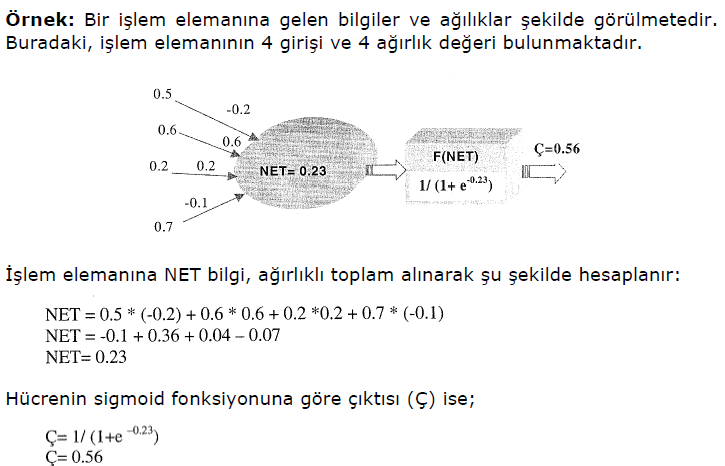 Örnek: Bir işlem elemanına gelen bilgiler ve ağılıklar şekilde görülmetedir.
Buradaki, işlem elemanının 4 girişi ve 4 ağırlık değeri bulunmaktadır.
0.5
-0.2
0.6
0.6
0.2
0.2
-0.1
0.7
NET= 0.23
F(NET)
1/ (1+ e^-0.23)
Ç=0.56
İşlem elemanına NET bilgi, ağırlıklı toplam alınarak şu şekilde hesaplanır:
NET = 0.5 * (-0.2) + 0.6 * 0.6 + 0.2 *0.2 + 0.7 * (-0.1)
NET = -0.1 + 0.36 + 0.04 – 0.07
NET= 0.23
Hücrenin sigmoid fonksiyonuna göre çıktısı (Ç) ise;
Ç= 1/ (1+e ^-0.23)
Ç= 0.56